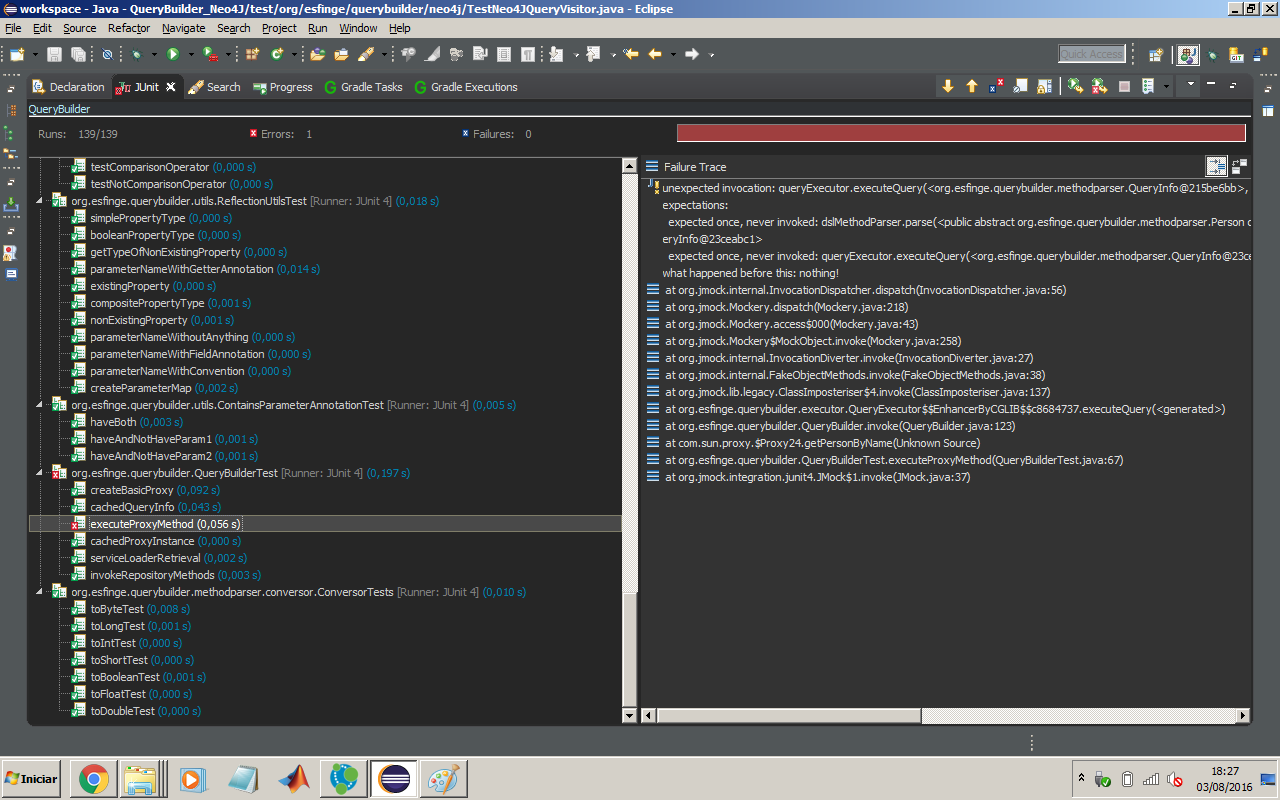 workspace - Java - QueryBuilder_Neo4J/test/org/esfinge/querybuilder/neo4j/TestNeo4JQueryVisitor.java - Eclipse
File Edit Source Refactor Navigate Search Project Run Window Help
Quick Access
Declaration JUnit Search Progress Gradle Tasks Gradle Executions
QueryBuilder
Runs: 139/139 Errors: 1 Failures: 0
testComparisonOperator (0,000 s)
testNotComparisonOperator (0,000 s)
org.esfinge.querybuilder.utils.ReflectionUtilsTest [Runner: JUnit 4] (0,018 s)
simplePropertyType (0,000 s)
booleanPropertyType (0,000 s)
getTypeOfNonExistingProperty (0,000 s)
parameterNameWithGetterAnnotation (0,014 s)
existingProperty (0,000 s)
compositePropertyType (0,001 s)
nonExistingProperty (0,001 s)
parameterNameWithoutAnything (0,000 s)
parameterNameWithFieldAnnotation (0,000 s)
parameterNameWithConvention (0,000 s)
createParameterMap (0,002 s)
org.esfinge.querybuilder.utils.ContainsParameterAnnotationTest [Runner: JUnit 4] (0,005 s)
haveBoth (0,003 s)
haveAndNotHaveParam1 (0,001 s)
haveAndNotHaveParam2 (0,001 s)
org.esfinge.querybuilder.QueryBuilderTest [Runner: JUnit 4] (0,197 s)
createBasicProxy (0,092 s)
cachedQueryInfo (0,043 s)
executeProxyMethod (0,056 s)
cachedProxyInstance (0,000 s)
serviceLoaderRetrieval (0,002 s)
invokeRepositoryMethods (0,003 s)
org.esfinge.querybuilder.methodparser.conversor.ConversorTests [Runner: JUnit 4] (0,010 s)
toByteTest (0,008 s)
toLongTest (0,001 s)
toIntTest (0,000 s)
toShortTest (0,000 s)
toBooleanTest (0,001 s)
toFloatTest (0,000 s)
toDoubleTest (0,000 s)
Failure Trace
unexpected invocation: queryExecutor.executeQuery(<org.esfinge.querybuilder.methodparser.QueryInfo@215be6bb>,
expectations:
expected once, never invoked: dslMethodParser.parse(<public abstract org.esfinge.querybuilder.methodparser.Person
eryInfo@23ceabc1>
expected once, never invoked: queryExecutor.executeQuery(<org.esfinge.querybuilder.methodparser.QueryInfo@23ce
what happened before this: nothing!
at org.jmock.internal.InvocationDispatcher.dispatch(InvocationDispatcher.java:56)
at org.jmock.Mockery.dispatch(Mockery.java:218)
at org.jmock.Mockery.access$000(Mockery.java:43)
at org.jmock.Mockery$MockObject.invoke(Mockery.java:258)
at org.jmock.internal.InvocationDiverter.invoke(InvocationDiverter.java:27)
at org.jmock.internal.FakeObjectMethods.invoke(FakeObjectMethods.java:38)
at org.jmock.lib.legacy.ClassImposteriser$4.invoke(ClassImposteriser.java:137)
at org.esfinge.querybuilder.executor.QueryExecutor$$EnhancerByCGLIB$$c8684737.executeQuery(<generated>)
at org.esfinge.querybuilder.QueryBuilder.invoke(QueryBuilder.java:123)
at com.sun.proxy.$Proxy24.getPersonByName(Unknown Source)
at org.esfinge.querybuilder.QueryBuilderTest.executeProxyMethod(QueryBuilderTest.java:67)
at org.jmock.integration.junit4.JMock$1.invoke(JMock.java:37)
Iniciar
18:27
03/08/2016